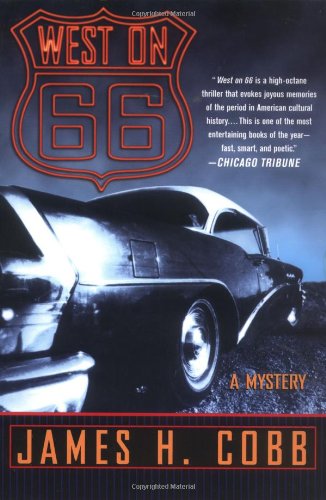 WEST ON
66
"West on 66 is a high-octane
thriller that evokes joyous memories
of the period in American cultural
history....This is one of the most
entertaining books of the year—
fast, smart, and poetic."
—CHICAGO TRIBUNE
A MYSTERY
JAMES H. COBB